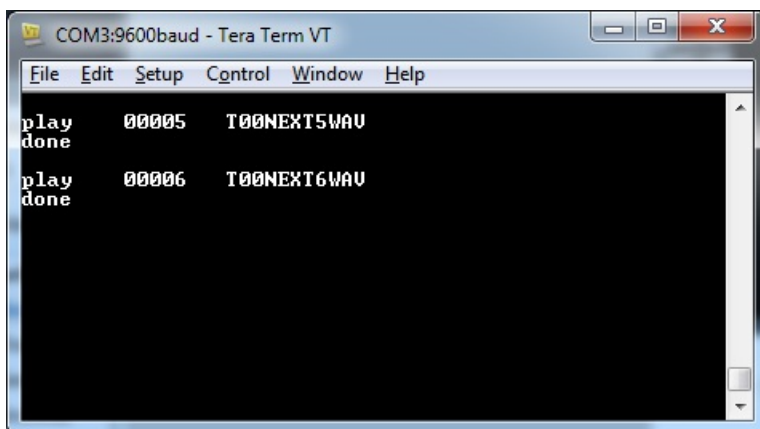 COM3:9600baud - Tera Term VT
File Edit Setup Control Window Help
play 00005 T00NEXT5WAV
done
play 00006 T00NEXT6WAV
done